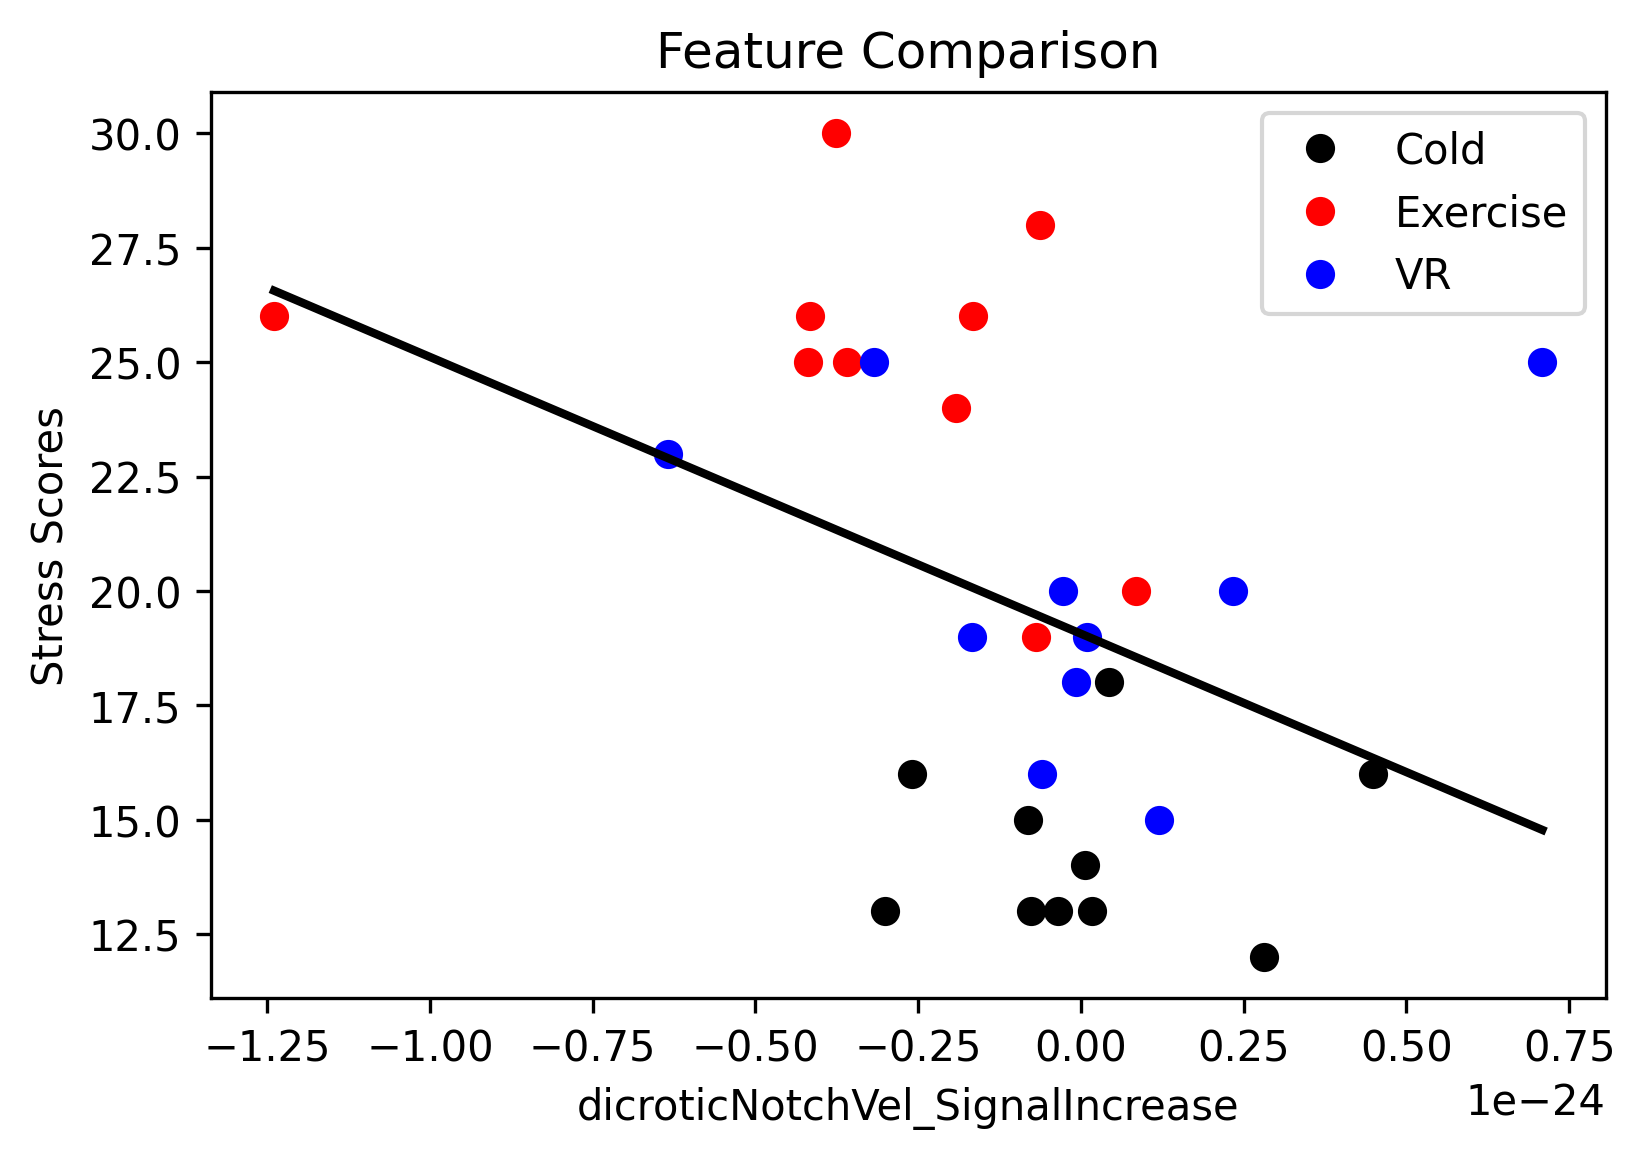 Feature Comparison
30.0
27.5
25.0
22.5
20.0
17.5
15.0
12.5
Stress Scores
Cold
Exercise
VR
−1.25 −1.00 −0.75 −0.50 −0.25 0.00 0.25 0.50 0.75
dicroticNotchVel_SignalIncrease
1e−24